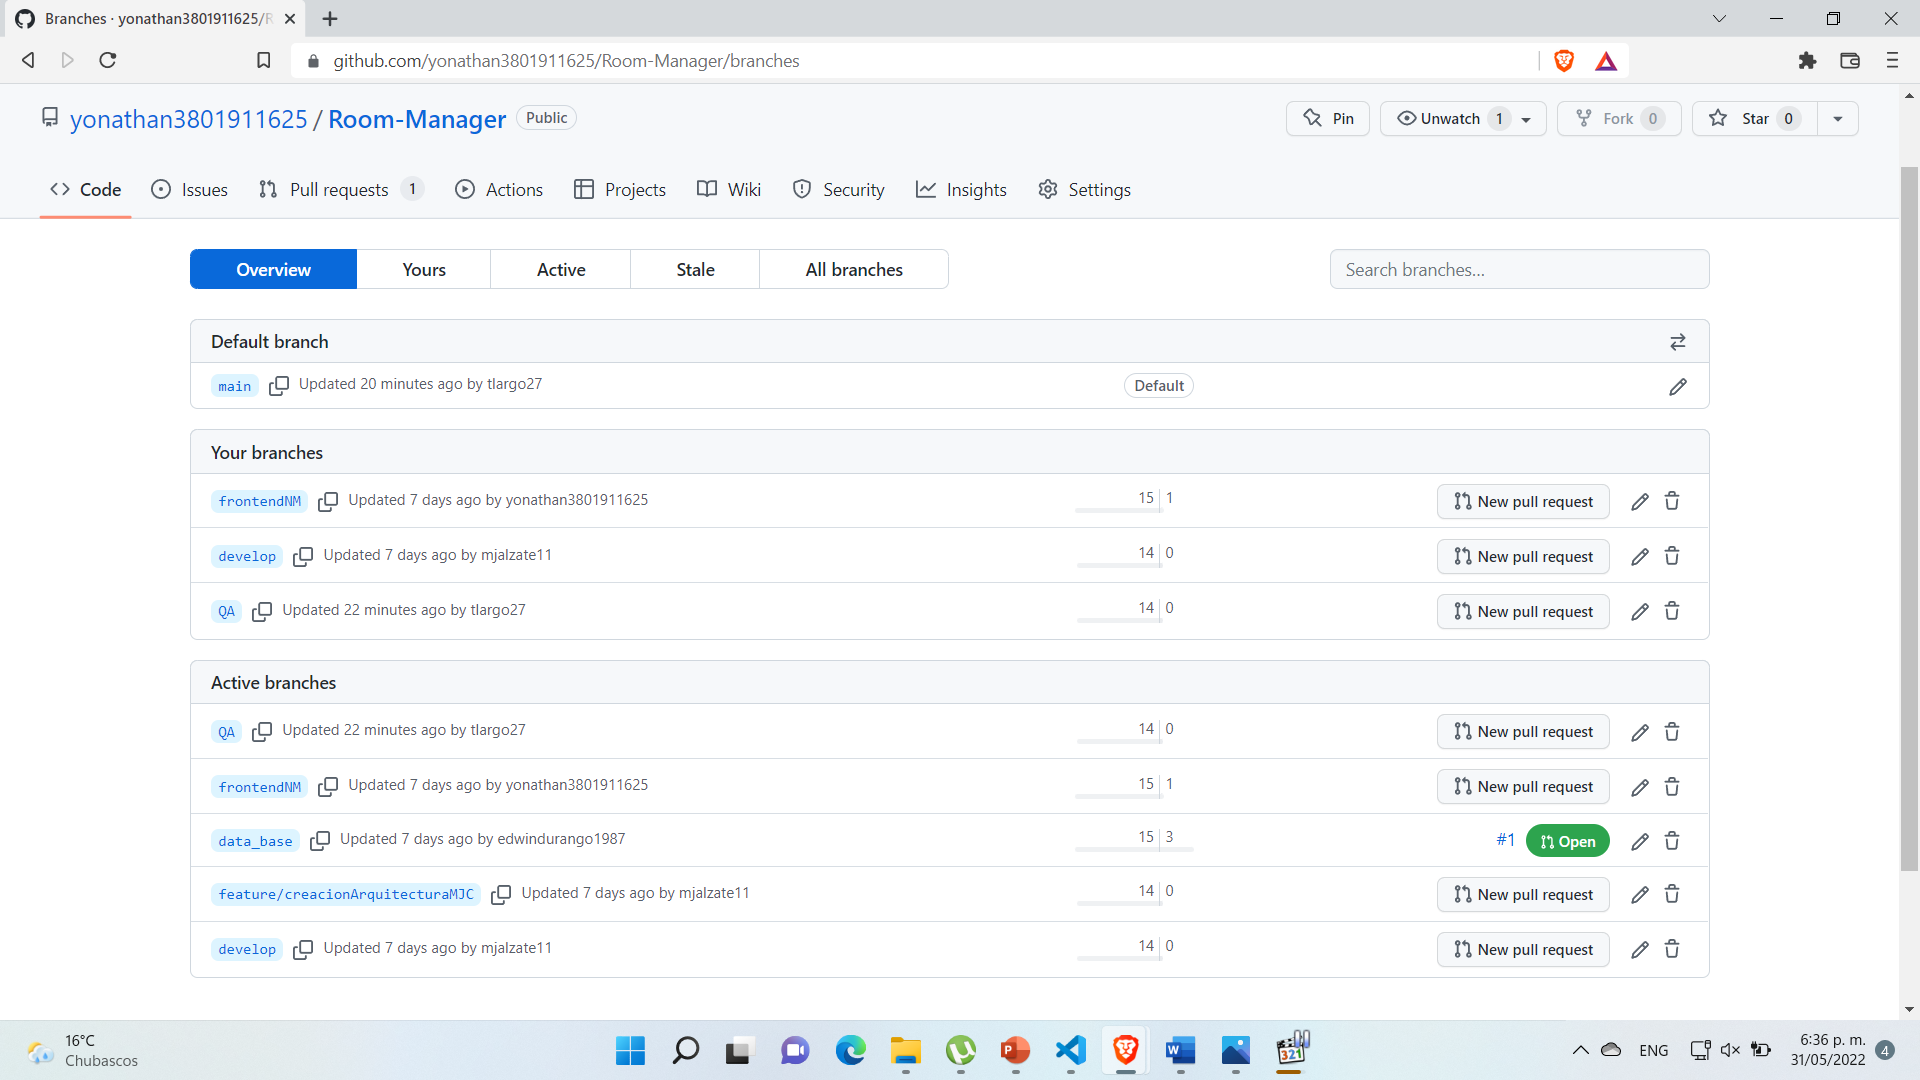 Branches · yonathan3801911625/R
github.com/yonathan3801911625/Room-Manager/branches
yonathan3801911625 / Room-Manager Public
Pin
Unwatch 1
Fork 0
Star 0
Code
Issues
Pull requests 1
Actions
Projects
Wiki
Security
Insights
Settings
Overview
Yours
Active
Stale
All branches
Search branches...
Default branch
main Updated 20 minutes ago by tlargo27 Default
Your branches
frontendNM Updated 7 days ago by yonathan3801911625 15 1 New pull request
develop Updated 7 days ago by mjalzate11 14 0 New pull request
QA Updated 22 minutes ago by tlargo27 14 0 New pull request
Active branches
QA Updated 22 minutes ago by tlargo27 14 0 New pull request
frontendNM Updated 7 days ago by yonathan3801911625 15 1 New pull request
data_base Updated 7 days ago by edwindurango1987 15 3 #1 Open
feature/creacionArquitecturaMJC Updated 7 days ago by mjalzate11 14 0 New pull request
develop Updated 7 days ago by mjalzate11 14 0 New pull request
16°C
Chubascos
P
W
321
ENG
6:36 p. m.
31/05/2022
4